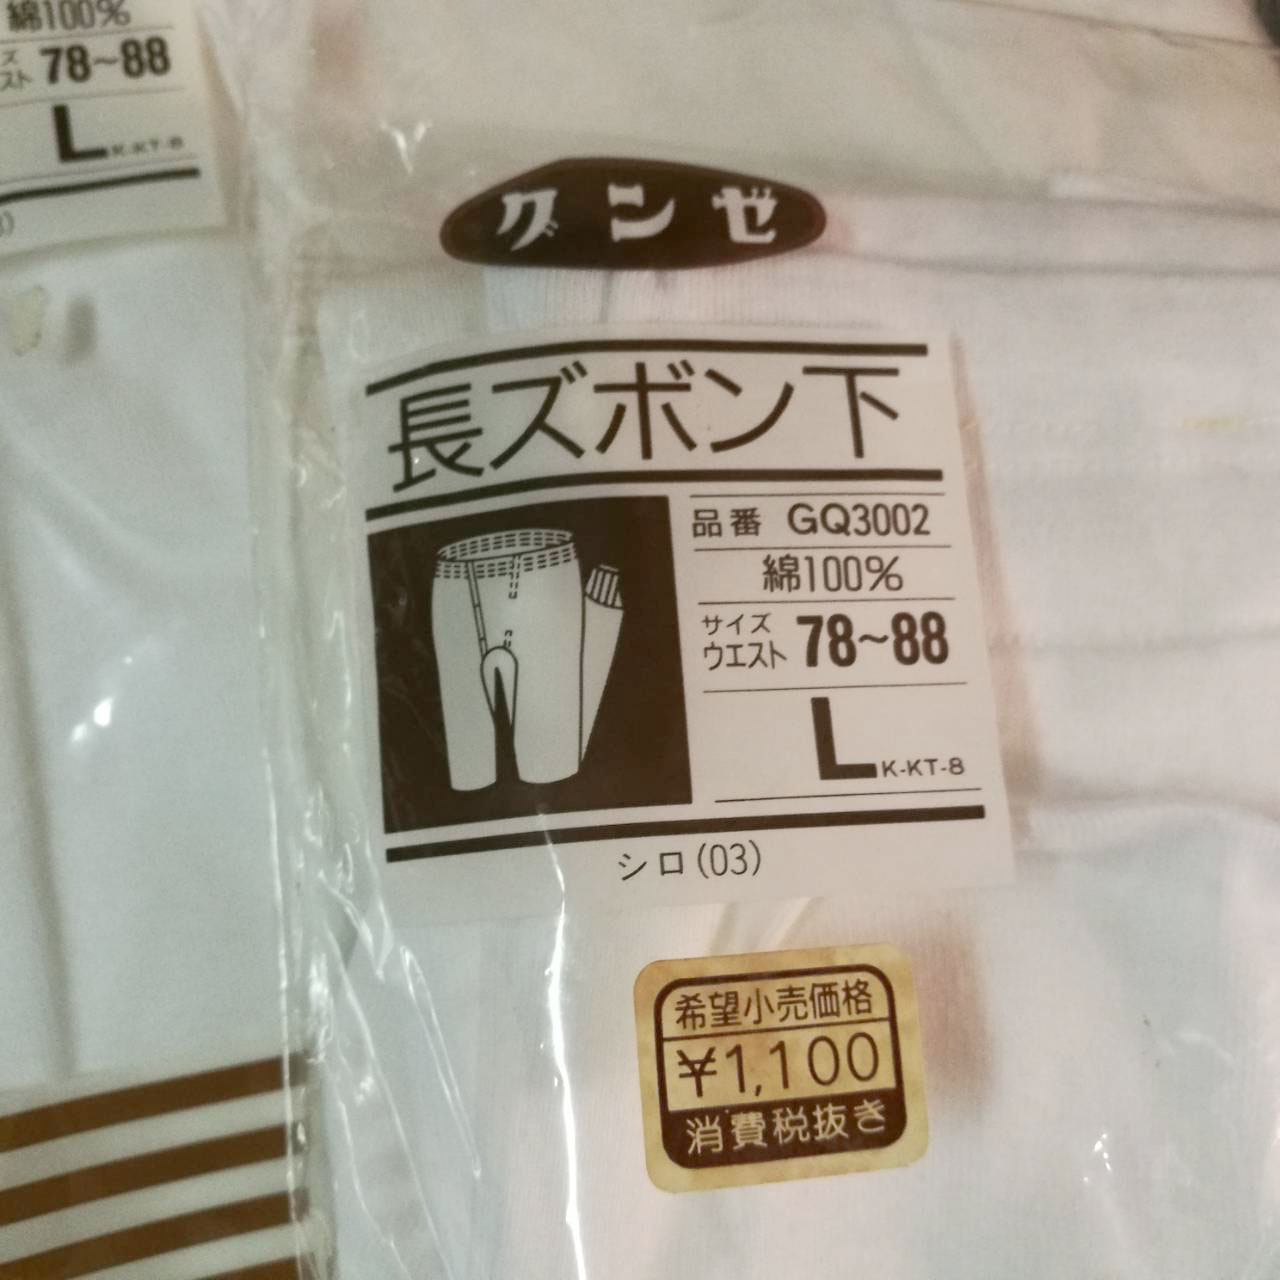 綿100%
ズ
スト 78~88
L K-KT-8
グンゼ
長ズボン下
品番 GQ3002
綿100%
サイズ
ウエスト 78~88
L K-KT-8
シロ(03)
希望小売価格
¥1,100
消費税抜き